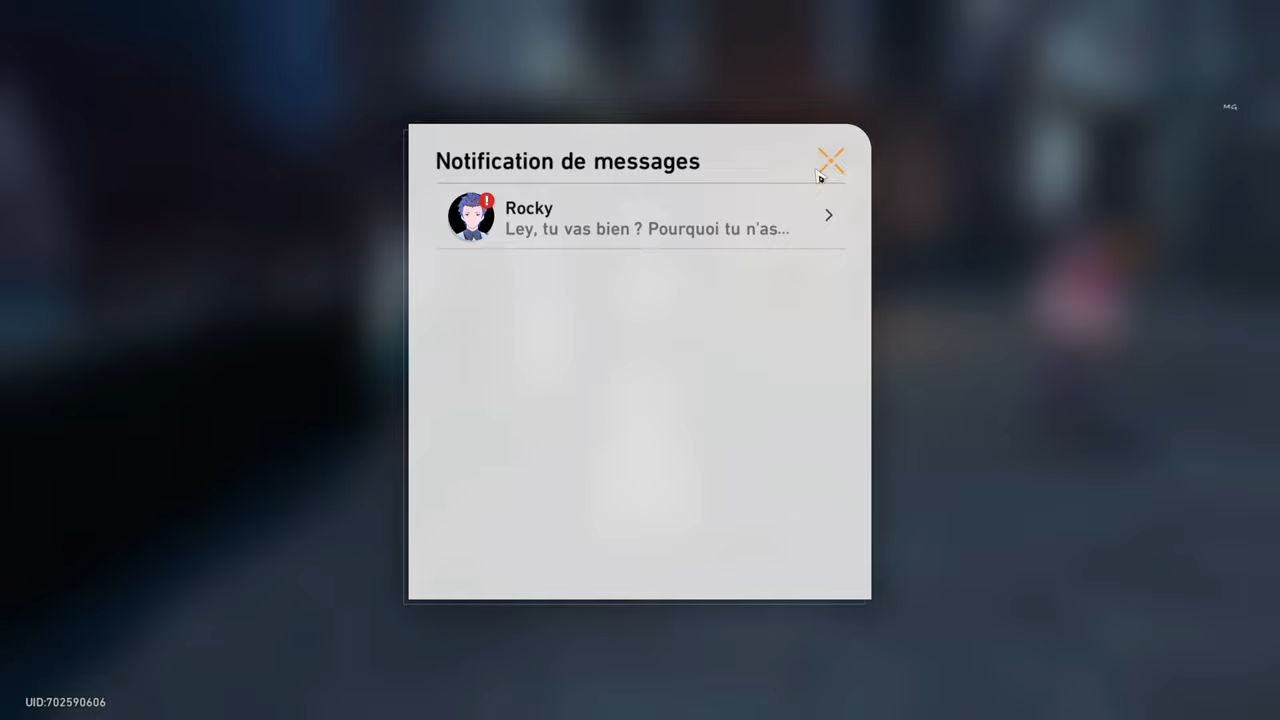 MG
Notification de messages
Rocky
Ley, tu vas bien ? Pourquoi tu n'as...
UID:702590606